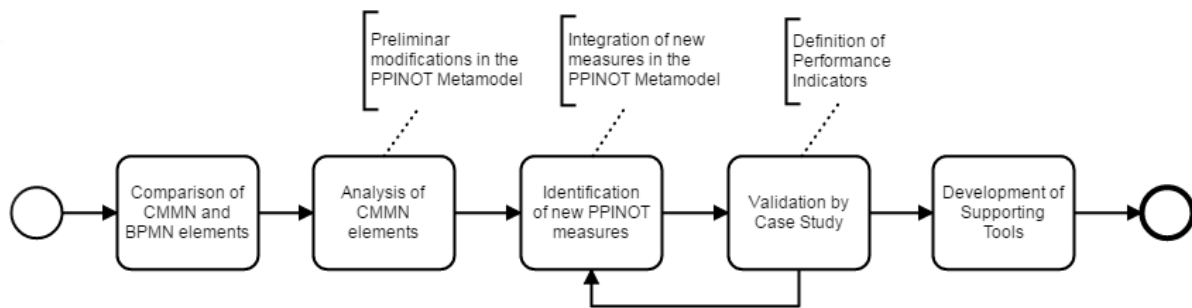 Preliminar
modifications in the
PPINOT Metamodel
Integration of new
measures in the
PPINOT Metamodel
Definition of
Performance
Indicators
Comparison of
CMMN and
BPMN elements
Analysis of
CMMN
elements
Identification
of new PPINOT
measures
Validation by
Case Study
Development of
Supporting
Tools